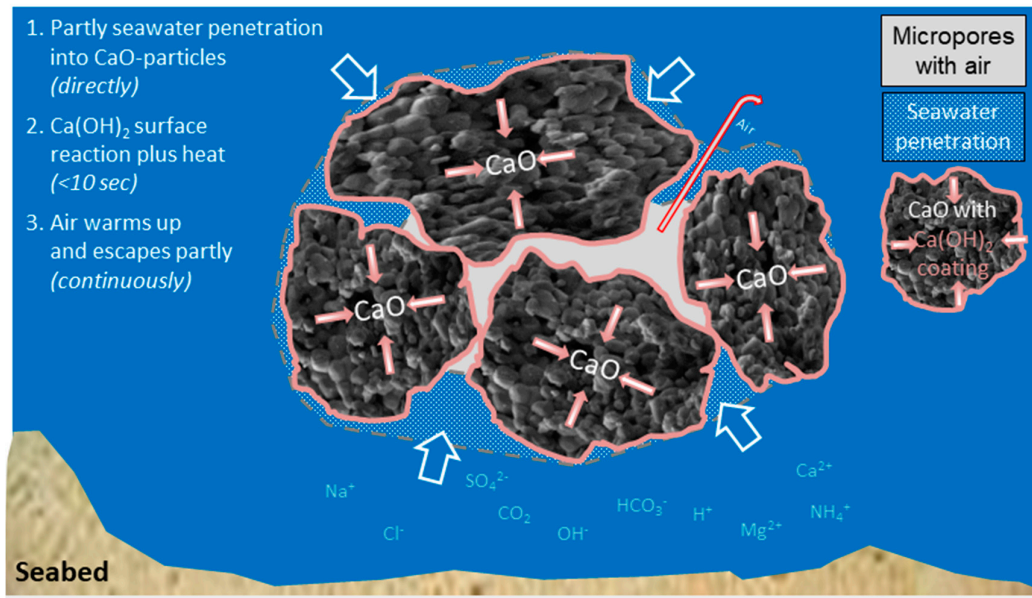 1. Partly seawater penetration
into CaO-particles
(directly)
2. Ca(OH)₂ surface
reaction plus heat
(<10 sec)
3. Air warms up
and escapes partly
(continuously)
Micropores
with air
Seawater
penetration
CaO with
Ca(OH)₂
coating
Air
CaO
CaO
CaO
CaO
Na⁺
SO₄²⁻
Ca²⁺
Cl⁻
CO₂
OH⁻
HCO₃⁻
H⁺
Mg²⁺
NH₄⁺
Seabed